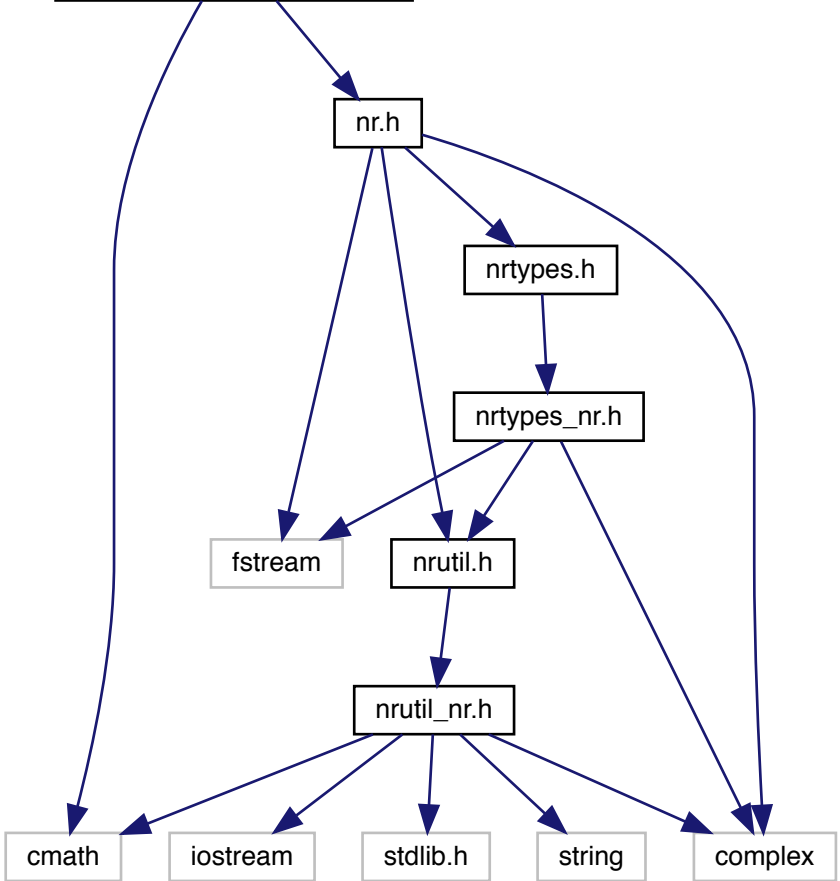 nr.h
nrtypes.h
nrtypes_nr.h
fstream
nrutil.h
nrutil_nr.h
cmath
iostream
stdlib.h
string
complex